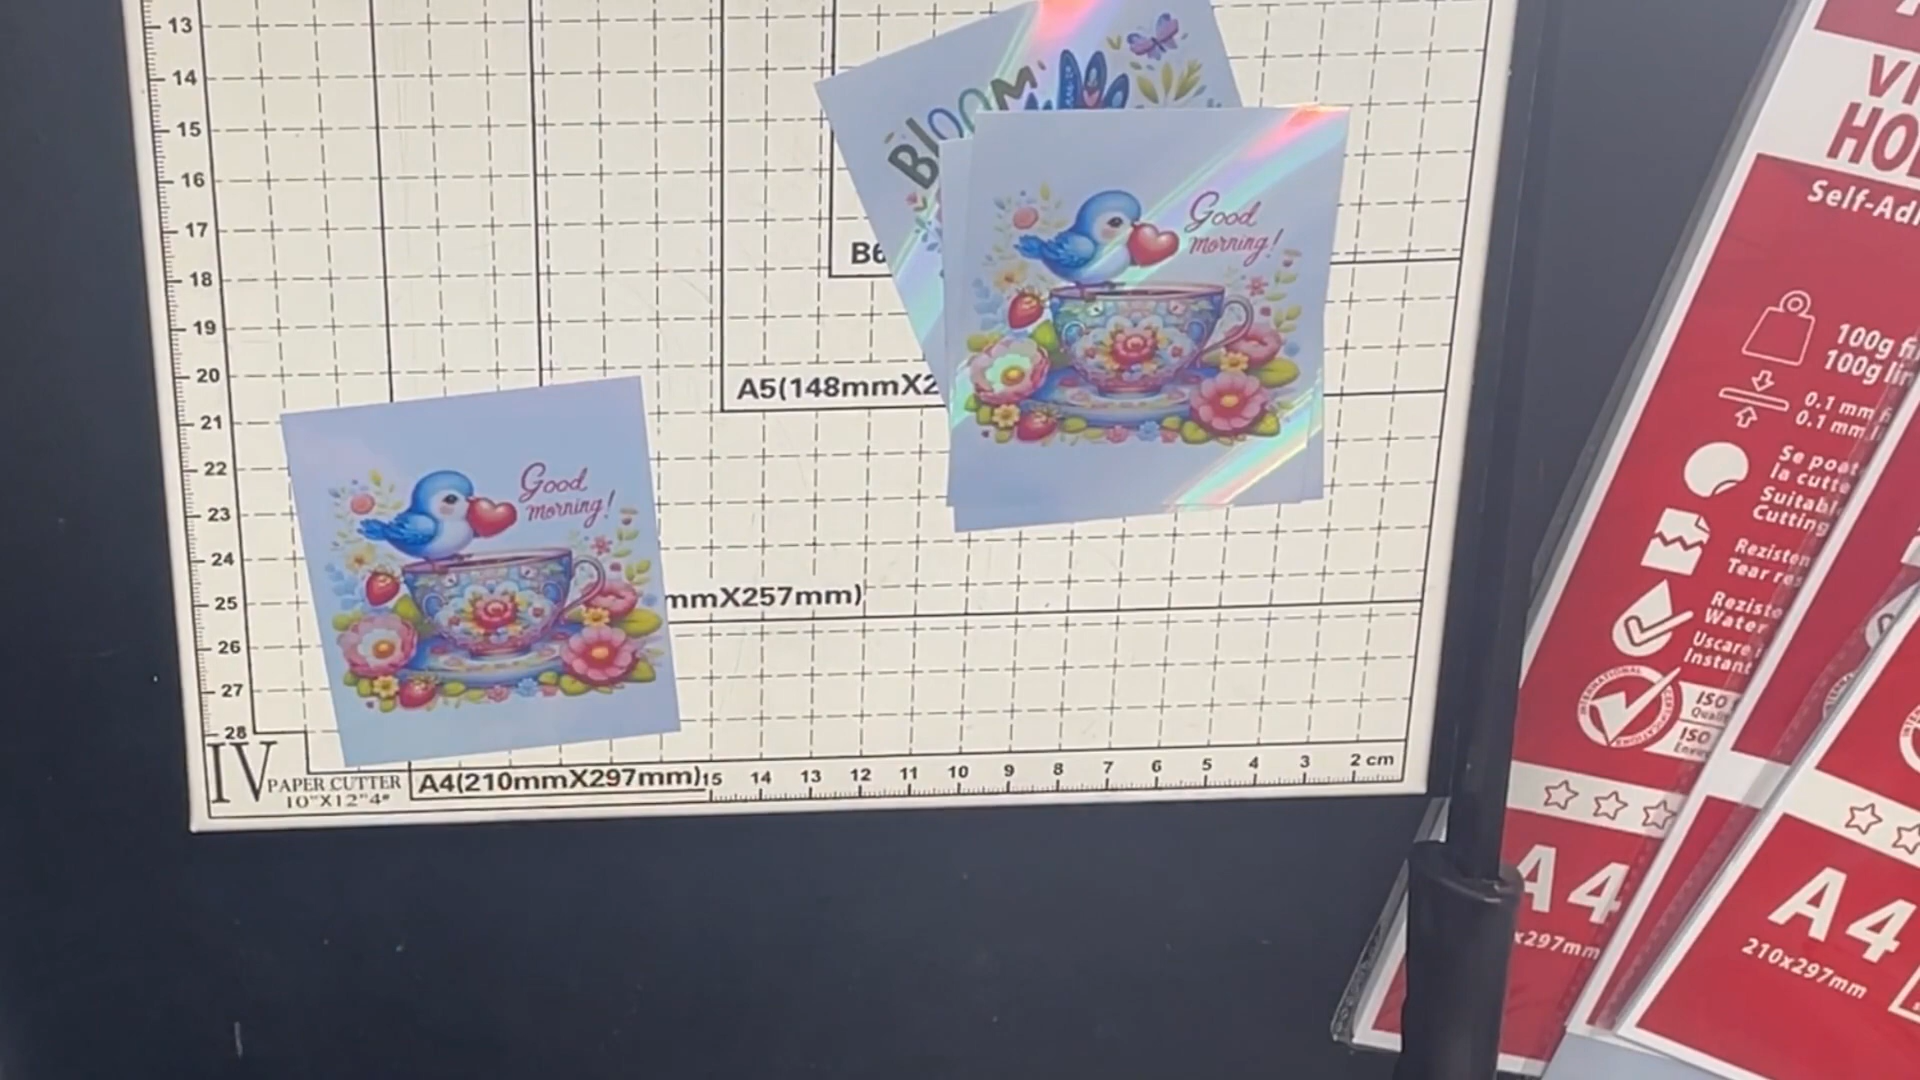 13
14
15
16
17
18
19
20
21
22
23
24
25
26
27
28
BLOOM
Good
morning!
B6
A5(148mmX2
Good
morning!
mmX257mm)
IV PAPER CUTTER
10"X12"4"
A4(210mmX297mm)
15 14 13 12 11 10 9 8 7 6 5 4 3 2 cm
Self-Adh
100g
100g
0.1 mm
0.1 mm
Se poat
la cutte
Suitabl
Cutting
Rezisten
Tear res
Rezist
Water
Uscare
Instant
ISO
ISO
A4
x297mm
A4
210x297mm